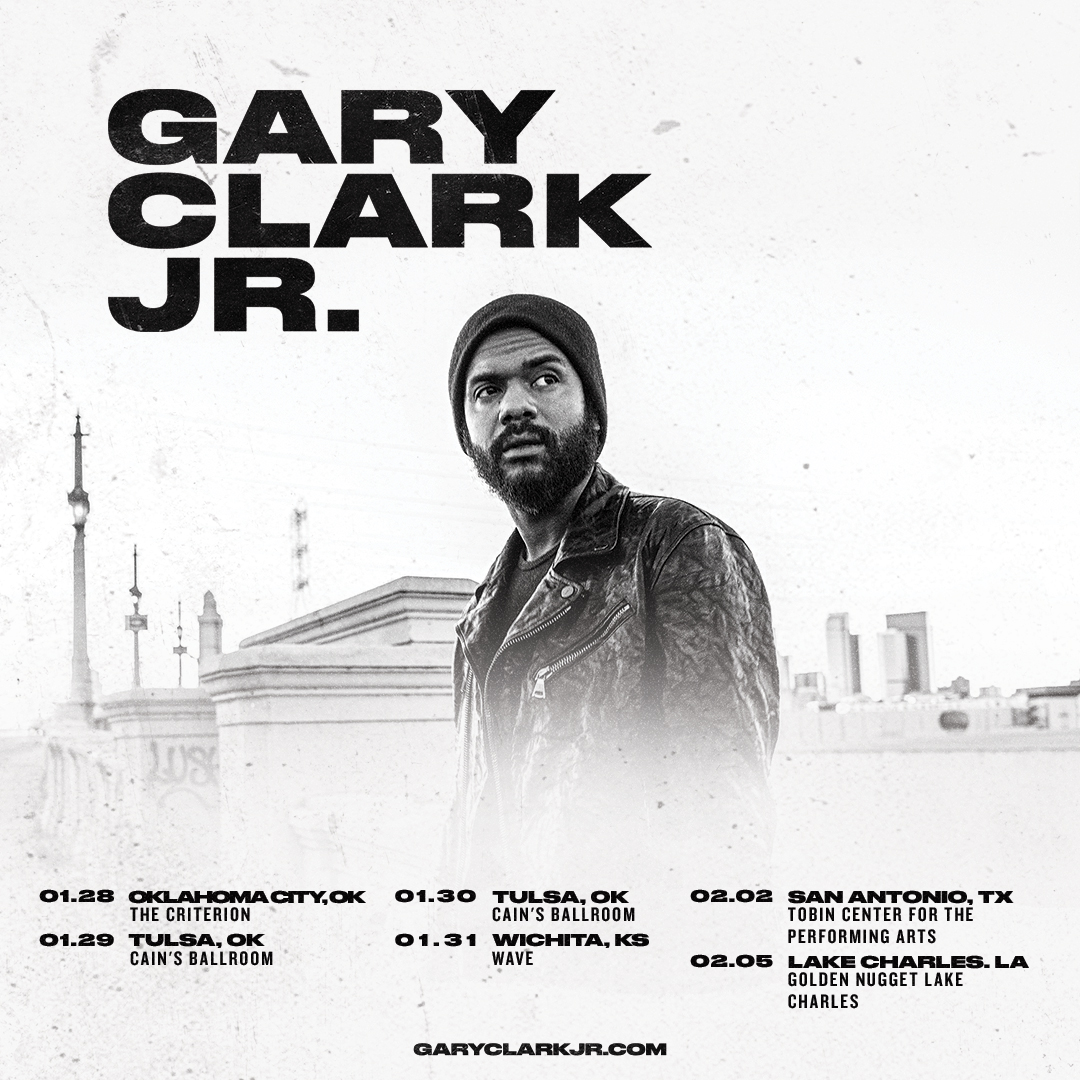 GARY
CLARK
JR.
LUSC
01.28 OKLAHOMA CITY, OK
THE CRITERION
01.29 TULSA, OK
CAIN'S BALLROOM
01.30 TULSA, OK
CAIN'S BALLROOM
01.31 WICHITA, KS
WAVE
02.02 SAN ANTONIO, TX
TOBIN CENTER FOR THE
PERFORMING ARTS
02.05 LAKE CHARLES. LA
GOLDEN NUGGET LAKE
CHARLES
GARYCLARKJR.COM